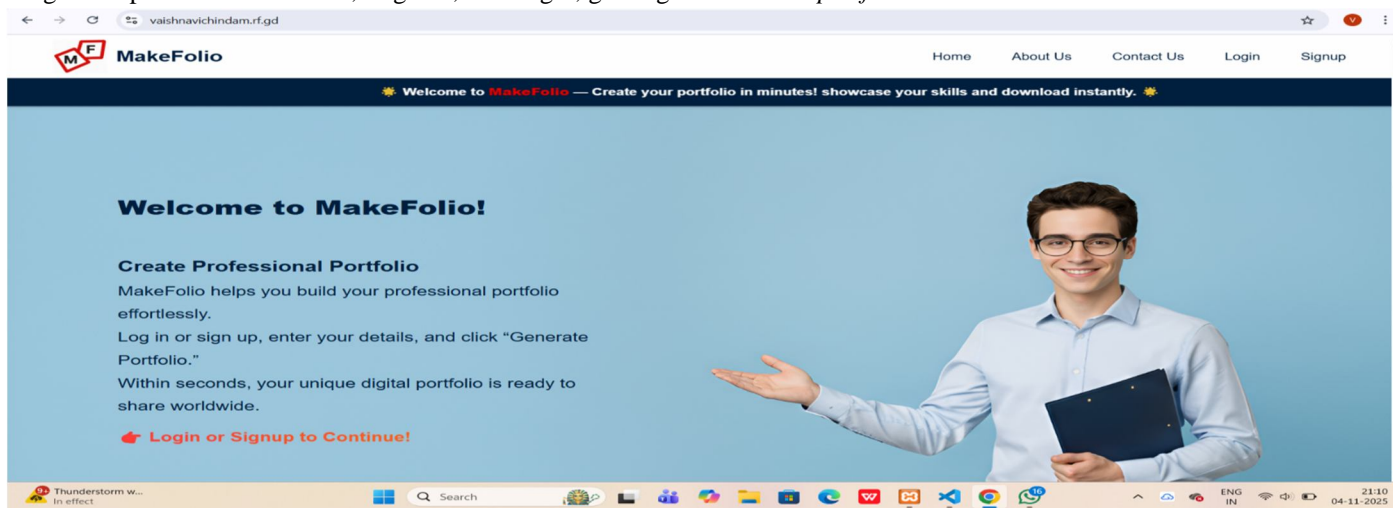 vaishnavichindam.rf.gd
V
M F
MakeFolio
Home About Us Contact Us Login Signup
Welcome to MakeFolio — Create your portfolio in minutes! showcase your skills and download instantly.
Welcome to MakeFolio!
Create Professional Portfolio
MakeFolio helps you build your professional portfolio
effortlessly.
Log in or sign up, enter your details, and click “Generate
Portfolio.”
Within seconds, your unique digital portfolio is ready to
share worldwide.
Login or Signup to Continue!
9+
Thunderstorm w...
In effect
Search
W
16
ENG
IN
21:10
04-11-2025